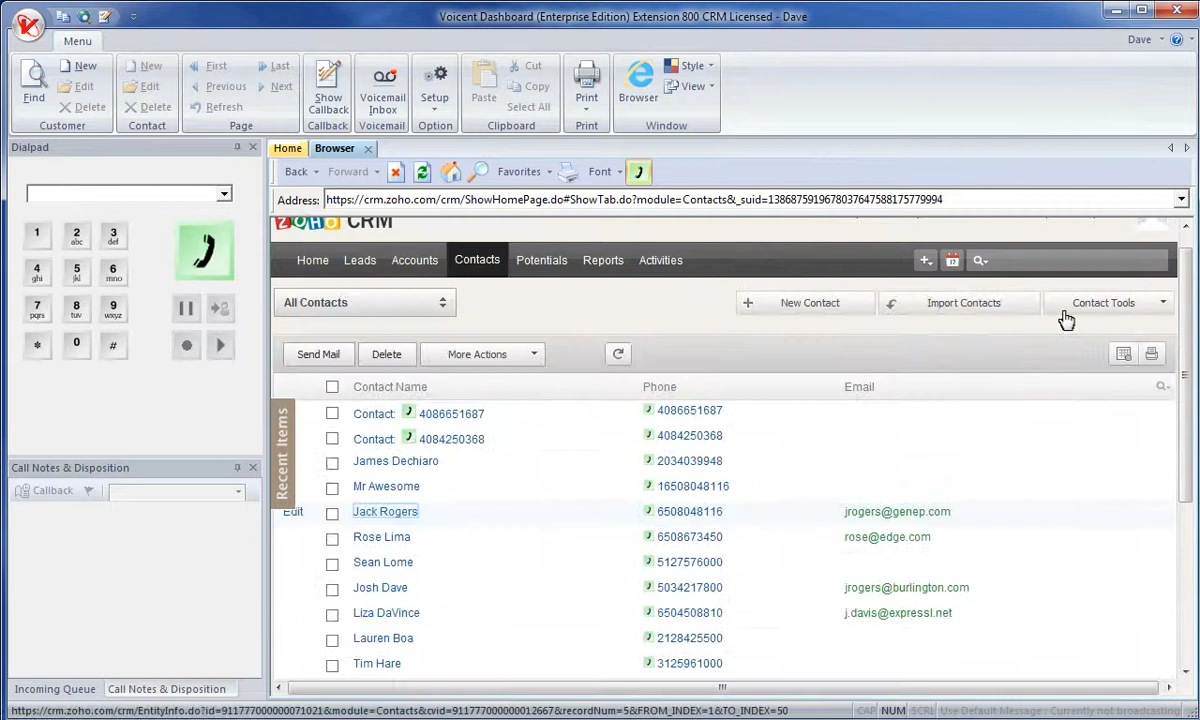 Voicent Dashboard (Enterprise Edition) Extension 800 CRM Licensed - Dave
Menu
Dave
Find
New
Edit
Delete
Customer
New
Edit
Delete
Contact
First
Last
Previous
Next
Refresh
Page
Show Callback
Callback
Voicemail Inbox
Voicemail
Setup
Option
Paste
Cut
Copy
Select All
Clipboard
Print
Print
Browser
Style
View
Window
Dialpad
1
2 abc
3 def
4 ghi
5 jkl
6 mno
7 pqrs
8 tuv
9 wxyz
*
0
#
Call Notes & Disposition
Callback
Incoming Queue
Call Notes & Disposition
Home
Browser
Back
Forward
Favorites
Font
Address: https://crm.zoho.com/crm/ShowHomePage.do#ShowTab.do?module=Contacts&_suid=138687591967803764758817577994
ZOHO CRM
Home Leads Accounts Contacts Potentials Reports Activities
17
All Contacts
New Contact
Import Contacts
Contact Tools
Send Mail
Delete
More Actions
Recent Items
Contact Name Phone Email
Contact: 4086651687 4086651687
Contact: 4084250368 4084250368
James Dechiaro 2034039948
Mr Awesome 16508048116
Edit Jack Rogers 6508048116 jrogers@genep.com
Rose Lima 6508673450 rose@edge.com
Sean Lome 5127576000
Josh Dave 5034217800 jrogers@burlington.com
Liza DaVince 6504508810 j.davis@expressl.net
Lauren Boa 2128425500
Tim Hare 3125961000
https://crm.zoho.com/crm/EntityInfo.do?id=911777000000071021&module=Contacts&cvid=911777000000012667&recordNum=5&FROM_INDEX=1&TO_INDEX=50
CAP NUM SCRL Use Default Message : Currently not broadcasting